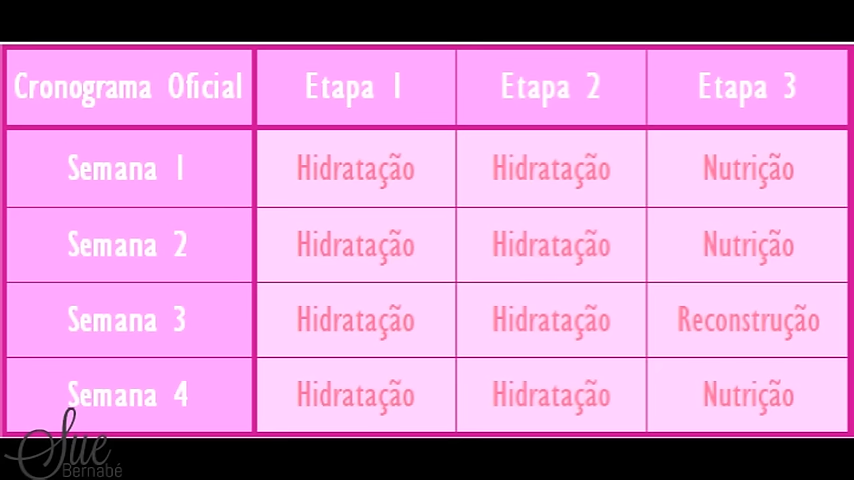 Cronograma Oficial Etapa 1 Etapa 2 Etapa 3
Semana 1 Hidratação Hidratação Nutrição
Semana 2 Hidratação Hidratação Nutrição
Semana 3 Hidratação Hidratação Reconstrução
Semana 4 Hidratação Hidratação Nutrição
Sue
Bernabé